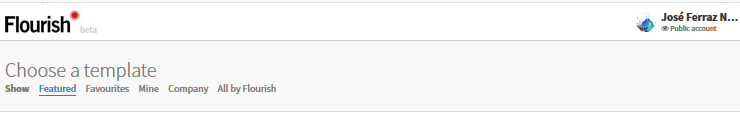 Flourish beta
José Ferraz N...
Public account
Choose a template
Show Featured Favourites Mine Company All by Flourish